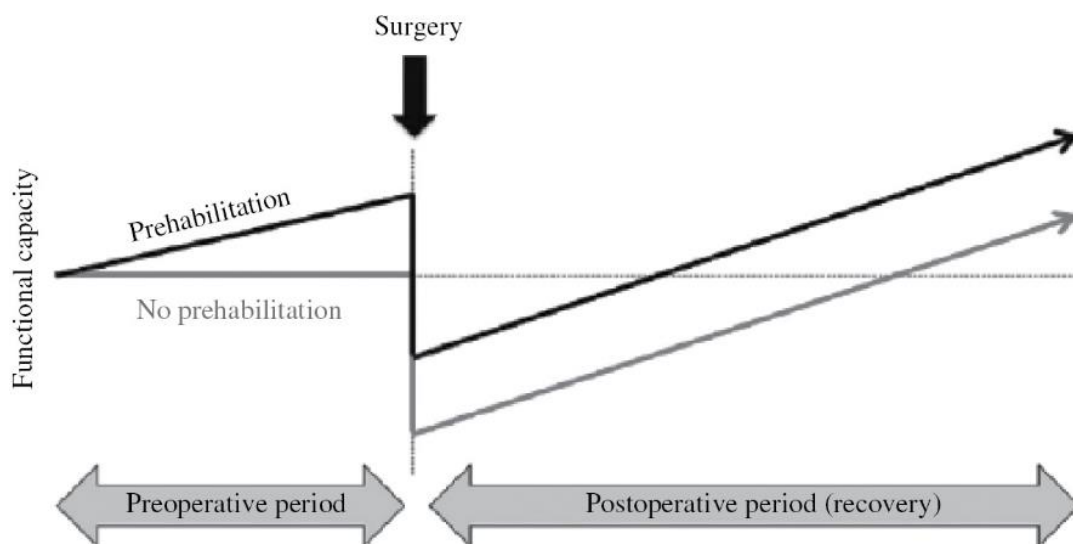 Surgery
Functional capacity
Prehabilitation
No prehabilitation
Preoperative period
Postoperative period (recovery)